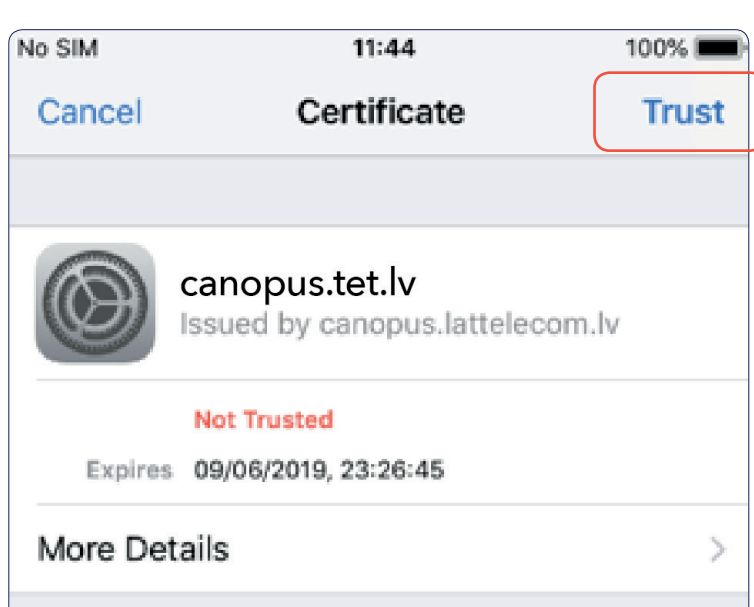 No SIM 11:44 100%
Cancel Certificate Trust
canopus.tet.lv
Issued by canopus.lattelecom.lv
Not Trusted
Expires 09/06/2019, 23:26:45
More Details